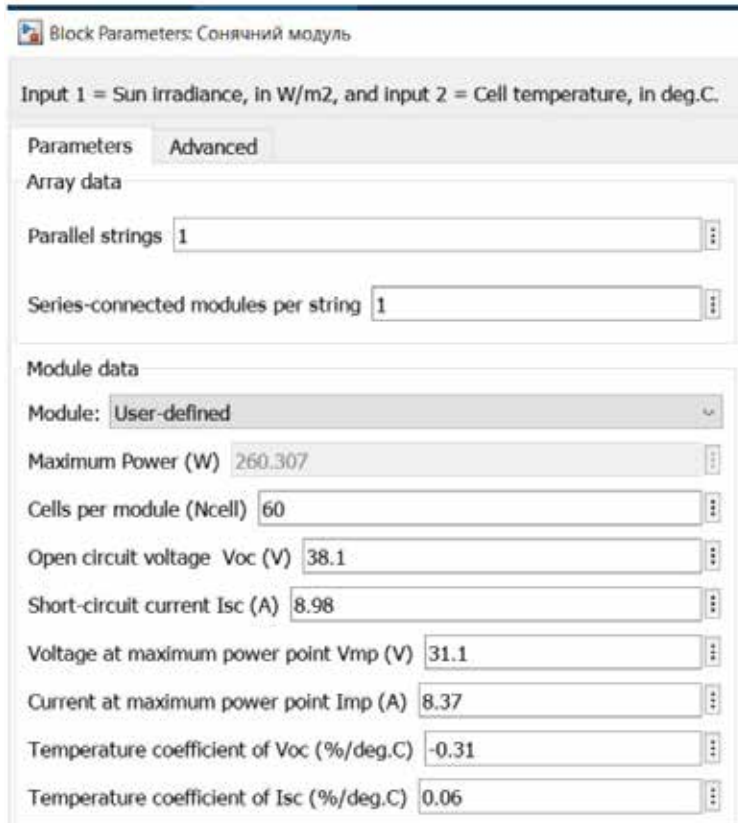 Block Parameters: Сонячний модуль
Input 1 = Sun irradiance, in W/m2, and input 2 = Cell temperature, in deg.C.
Parameters Advanced
Array data
Parallel strings 1
Series-connected modules per string 1
Module data
Module: User-defined
Maximum Power (W) 260.307
Cells per module (Ncell) 60
Open circuit voltage Voc (V) 38.1
Short-circuit current Isc (A) 8.98
Voltage at maximum power point Vmp (V) 31.1
Current at maximum power point Imp (A) 8.37
Temperature coefficient of Voc (%/deg.C) -0.31
Temperature coefficient of Isc (%/deg.C) 0.06